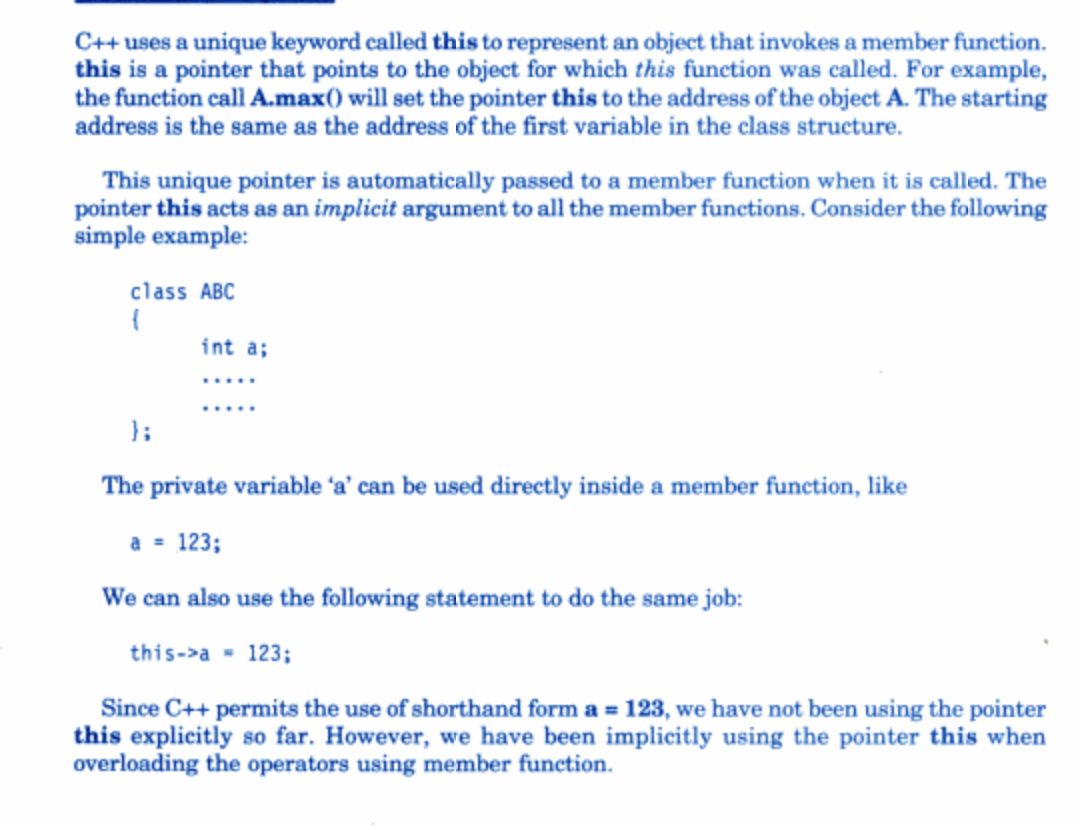 C++ uses a unique keyword called this to represent an object that invokes a member function.
this is a pointer that points to the object for which this function was called. For example,
the function call A.max() will set the pointer this to the address of the object A. The starting
address is the same as the address of the first variable in the class structure.
This unique pointer is automatically passed to a member function when it is called. The
pointer this acts as an implicit argument to all the member functions. Consider the following
simple example:
class ABC
{
int a;
.....
.....
};
The private variable ‘a’ can be used directly inside a member function, like
a = 123;
We can also use the following statement to do the same job:
this->a = 123;
Since C++ permits the use of shorthand form a = 123, we have not been using the pointer
this explicitly so far. However, we have been implicitly using the pointer this when
overloading the operators using member function.